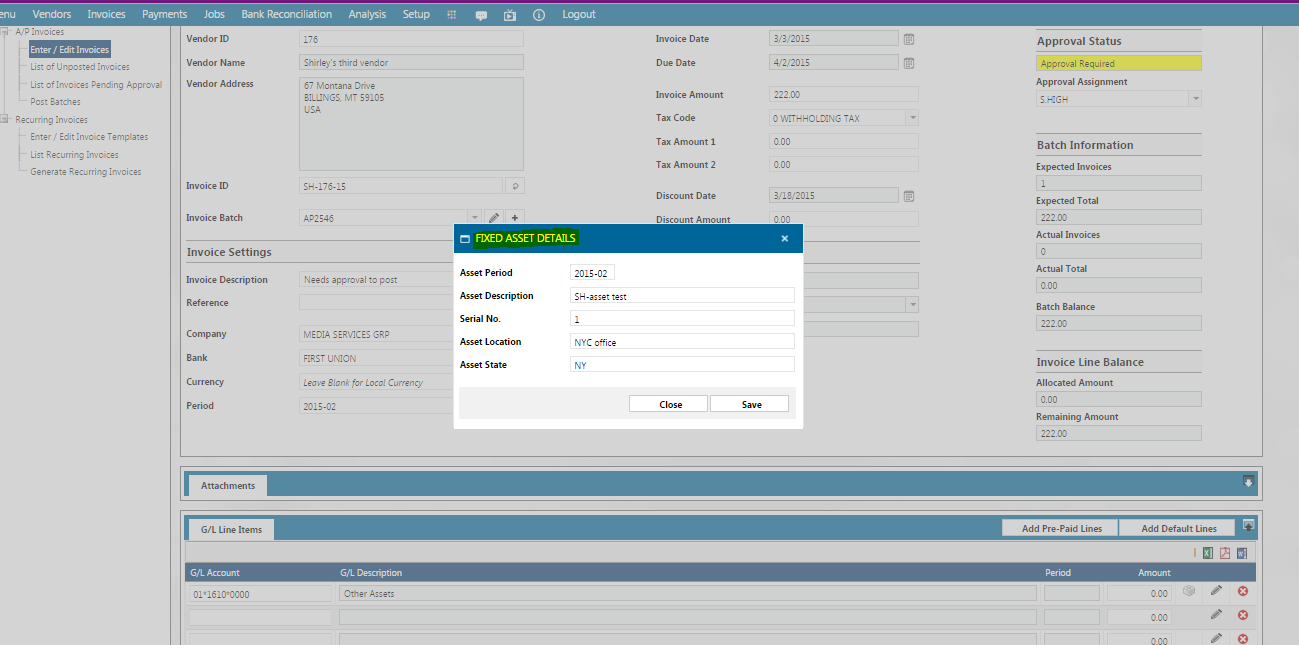 enu Vendors Invoices Payments Jobs Bank Reconciliation Analysis Setup Logout
A/P Invoices
Enter / Edit Invoices
List of Unposted Invoices
List of Invoices Pending Approval
Post Batches
Recurring Invoices
Enter / Edit Invoice Templates
List Recurring Invoices
Generate Recurring Invoices
Vendor ID 176
Vendor Name Shirley's third vendor
Vendor Address 67 Montana Drive
BILLINGS, MT 59105
USA
Invoice ID SH-176-15
Invoice Batch AP2546
Invoice Settings
Invoice Description Needs approval to post
Reference
Company MEDIA SERVICES GRP
Bank FIRST UNION
Currency Leave Blank for Local Currency
Period 2015-02
Invoice Date 3/3/2015
Due Date 4/2/2015
Invoice Amount 222.00
Tax Code 0 WITHHOLDING TAX
Tax Amount 1 0.00
Tax Amount 2 0.00
Discount Date 3/18/2015
Discount Amount 0.00
Approval Status
Approval Required
Approval Assignment
S.HIGH
Batch Information
Expected Invoices
1
Expected Total
222.00
Actual Invoices
0
Actual Total
0.00
Batch Balance
222.00
Invoice Line Balance
Allocated Amount
0.00
Remaining Amount
222.00
FIXED ASSET DETAILS
Asset Period 2015-02
Asset Description SH-asset test
Serial No. 1
Asset Location NYC office
Asset State NY
Close Save
Attachments
G/L Line Items Add Pre-Paid Lines Add Default Lines
G/L Account G/L Description Period Amount
01*1610*0000 Other Assets 0.00
0.00
0.00